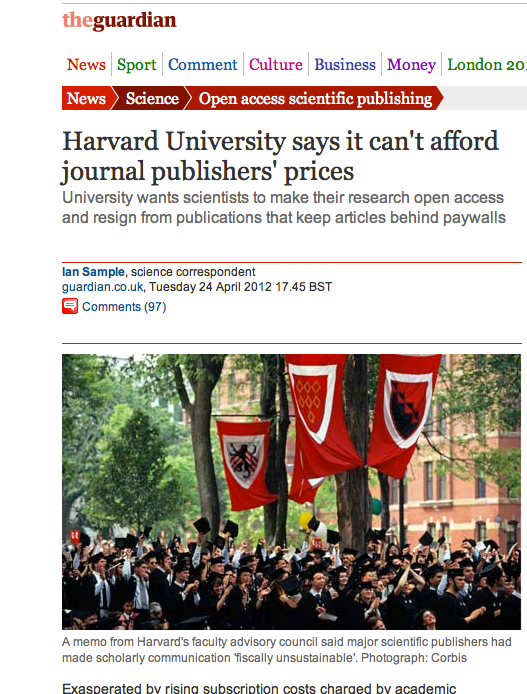 theguardian
News Sport Comment Culture Business Money London 20
News Science Open access scientific publishing
Harvard University says it can't afford
journal publishers' prices
University wants scientists to make their research open access
and resign from publications that keep articles behind paywalls
Ian Sample, science correspondent
guardian.co.uk, Tuesday 24 April 2012 17.45 BST
Comments (97)
A memo from Harvard's faculty advisory council said major scientific publishers had
made scholarly communication 'fiscally unsustainable'. Photograph: Corbis
Exasperated by rising subscription costs charged by academic